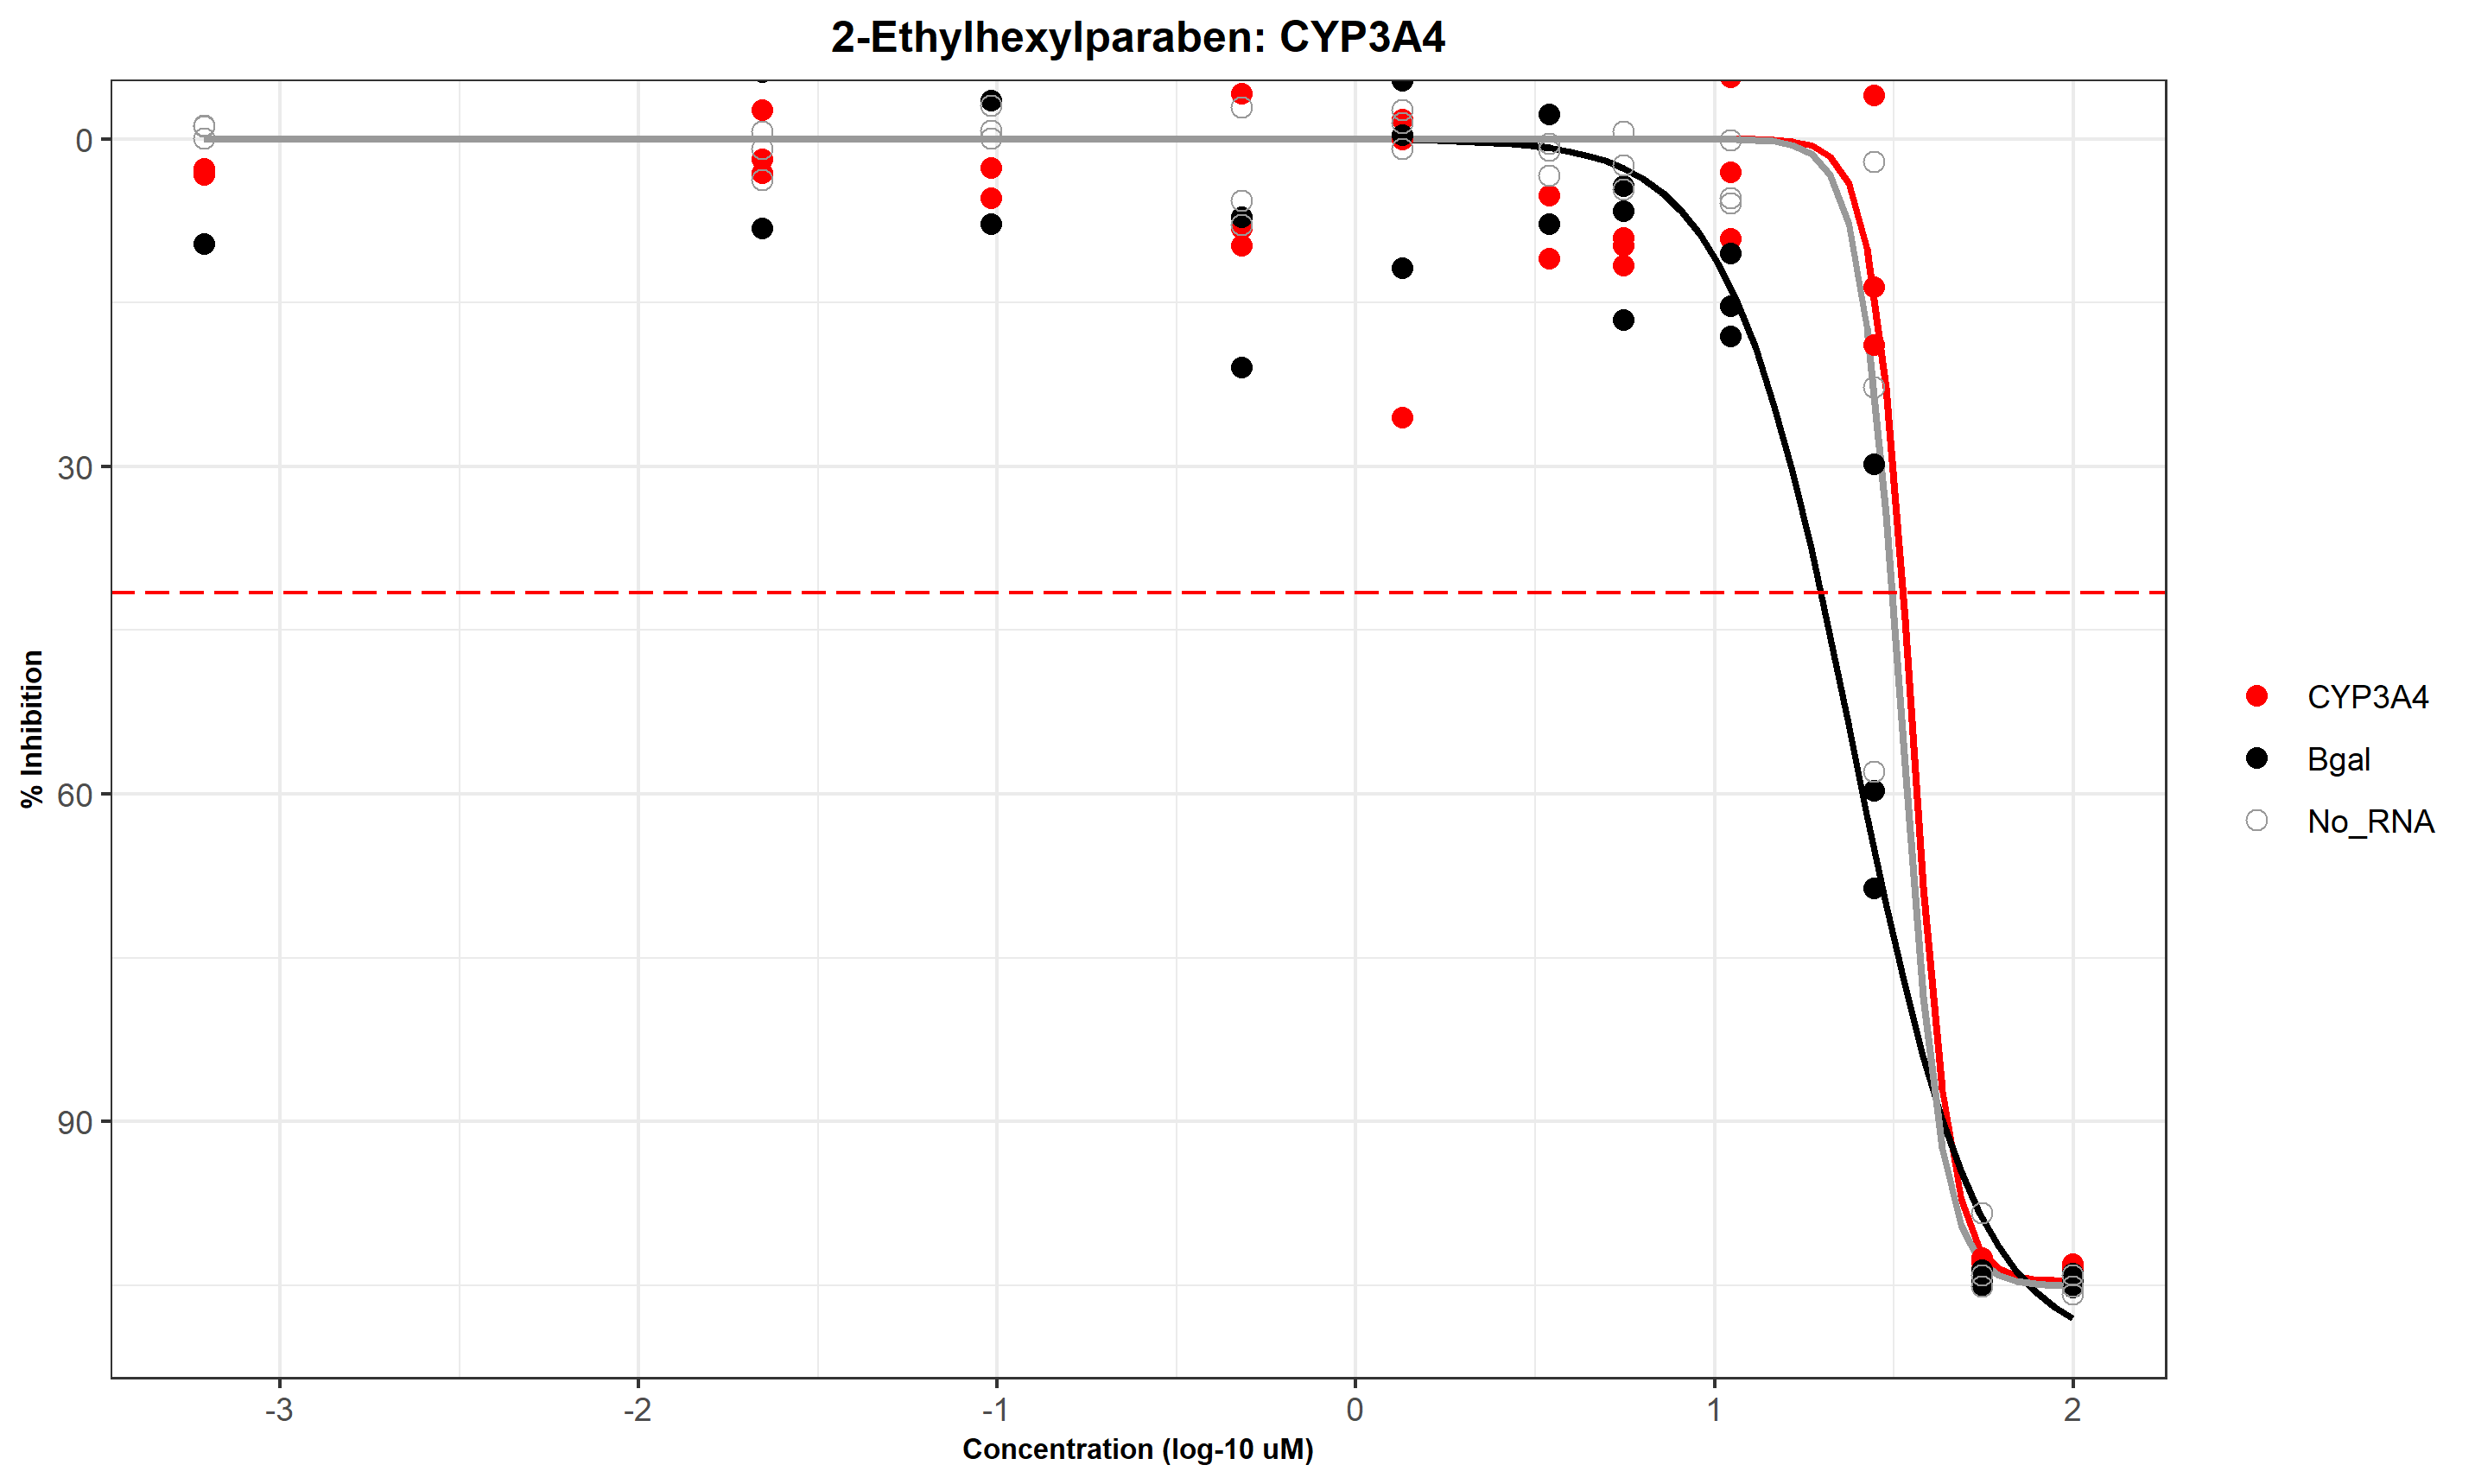 2-Ethylhexylparaben: CYP3A4
% Inhibition
0
30
60
90
-3
-2
-1
0
1
2
Concentration (log-10 uM)
CYP3A4
Bgal
No_RNA